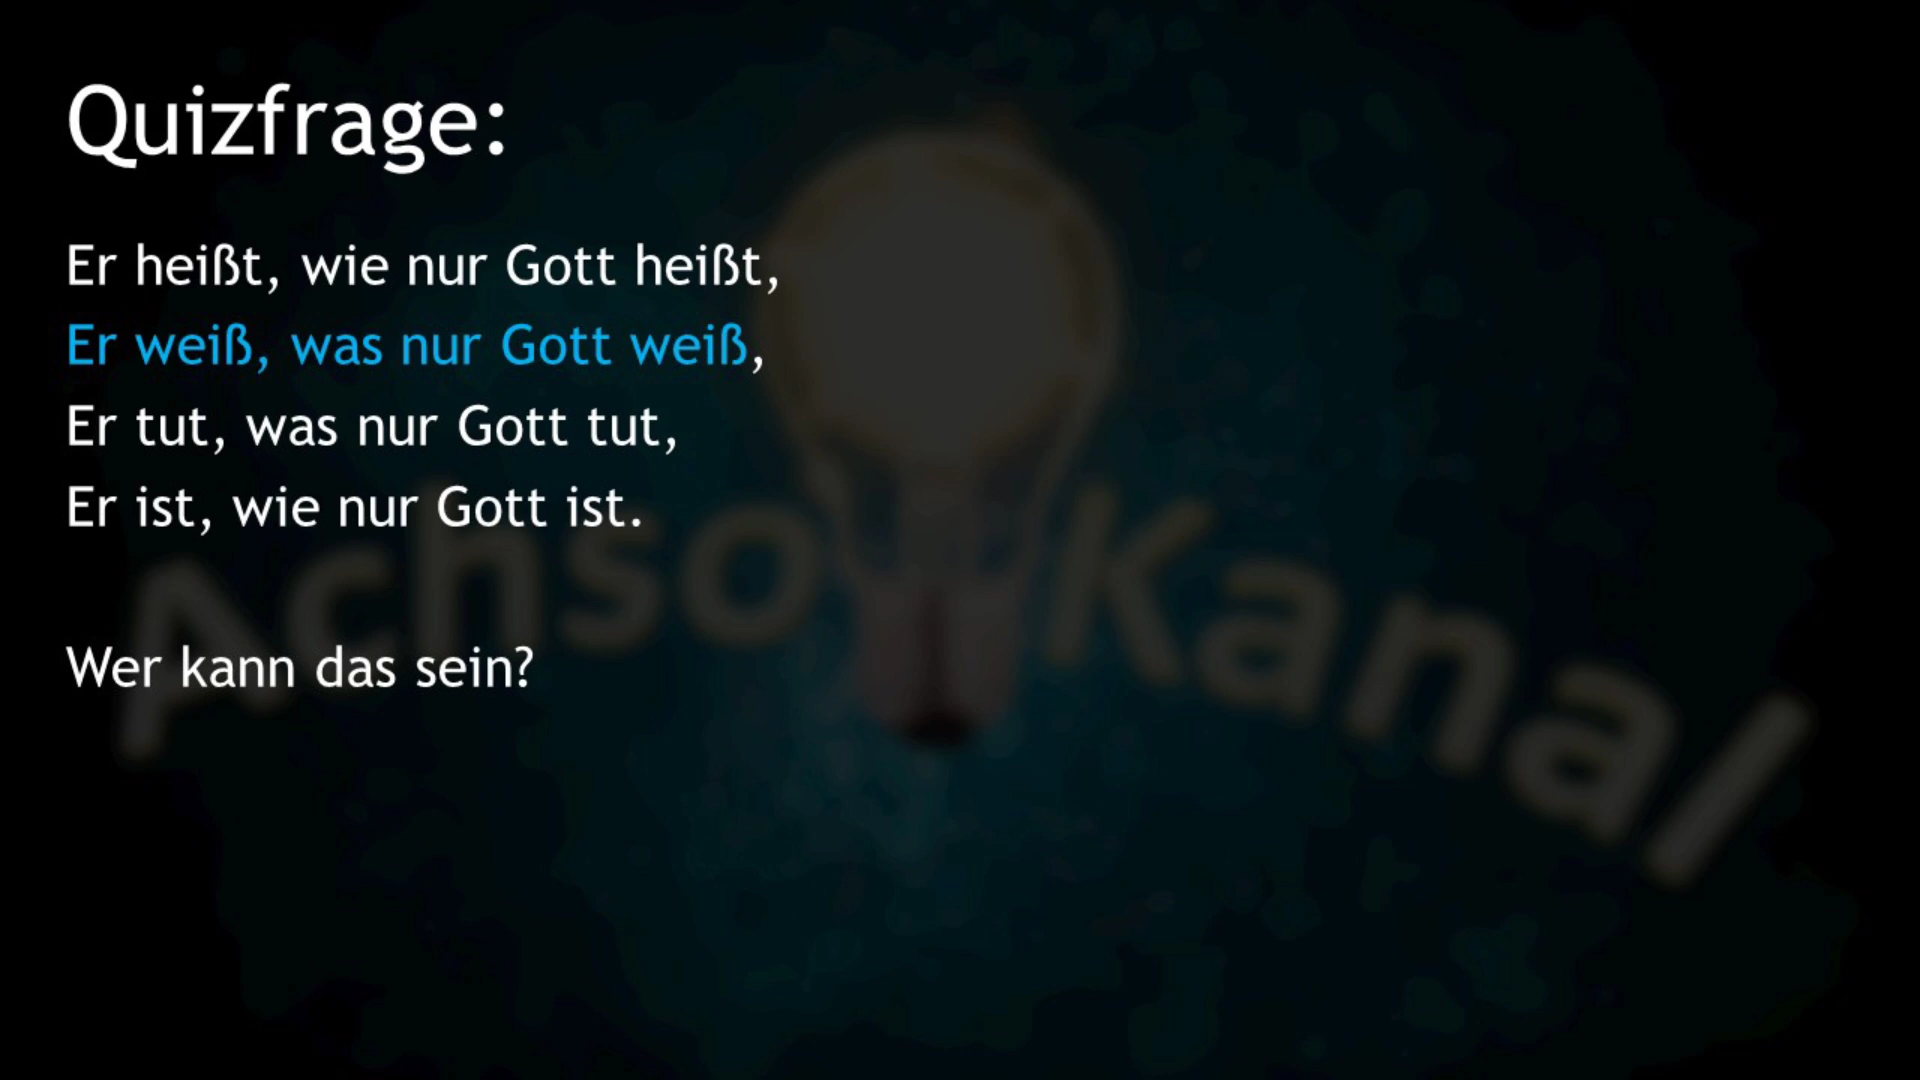 Quizfrage:
Er heißt, wie nur Gott heißt,
Er weiß, was nur Gott weiß,
Er tut, was nur Gott tut,
Er ist, wie nur Gott ist.
Wer kann das sein?
Achso Kanal